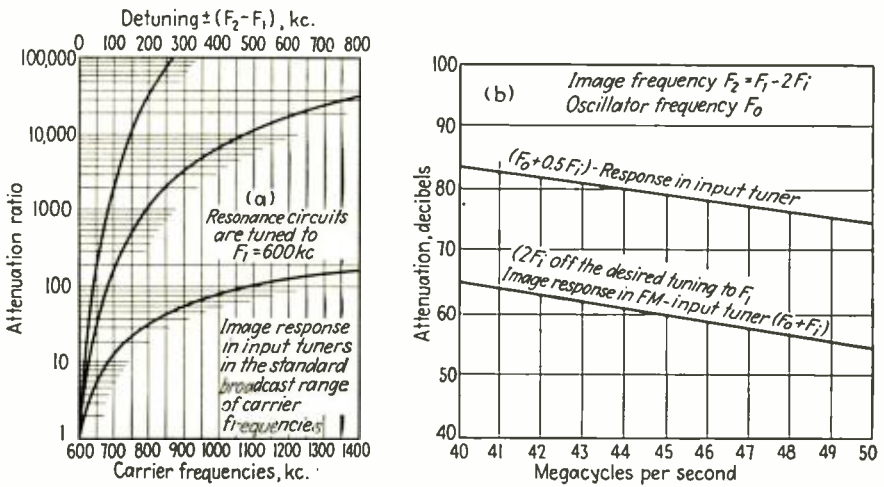 Detuning ± (F₂-F₁), kc.
0 100 200 300 400 500 600 700 800
100,000
10,000
1000
100
10
1
Attenuation ratio
(a)
Resonance circuits
are tuned to
F₁ = 600 kc
Image response
in input tuners
in the standard
broadcast range
of carrier
frequencies
600 700 800 900 1000 1100 1200 1300 1400
Carrier frequencies, kc.
100
90
80
70
60
50
40
Attenuation, decibels
(b)
Image frequency F₂ = F₁ - 2Fi
Oscillator frequency F₀
(F₀+0.5Fi)-Response in input tuner
(2Fi off the desired tuning to F₁
Image response in FM-input tuner (F₀+Fi)
40 41 42 43 44 45 46 47 48 49 50
Megacycles per second